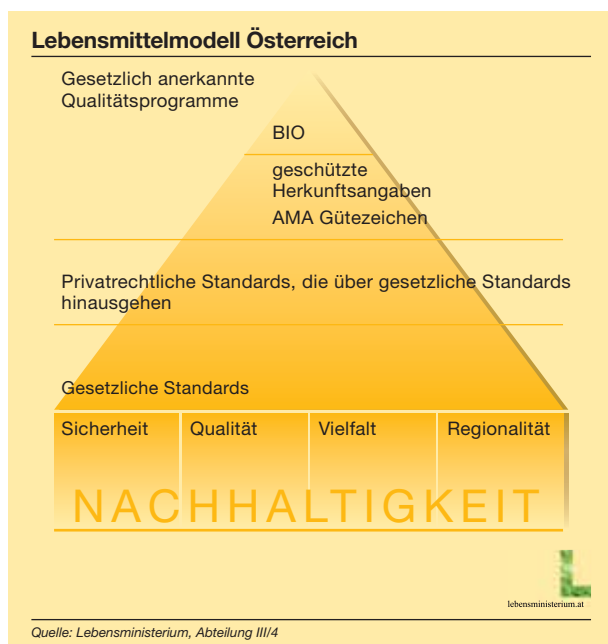 Lebensmittelmodell Österreich
Gesetzlich anerkannte
Qualitätsprogramme
BIO
geschützte
Herkunftsangaben
AMA Gütezeichen
Privatrechtliche Standards, die über gesetzliche Standards
hinausgehen
Gesetzliche Standards
Sicherheit Qualität Vielfalt Regionalität
NACHHALTIGKEIT
L
lebensministerium.at
Quelle: Lebensministerium, Abteilung III/4